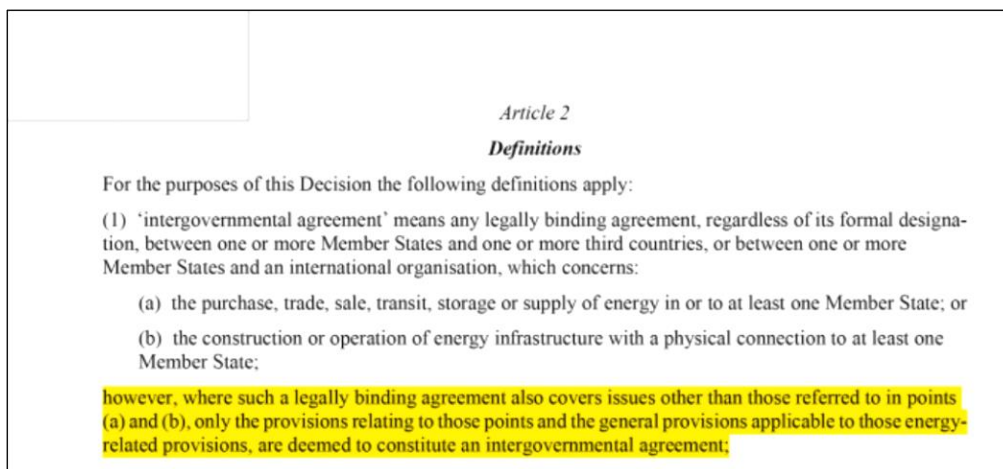 Article 2
Definitions
For the purposes of this Decision the following definitions apply:
(1) ‘intergovernmental agreement’ means any legally binding agreement, regardless of its formal designa-
tion, between one or more Member States and one or more third countries, or between one or more
Member States and an international organisation, which concerns:
(a) the purchase, trade, sale, transit, storage or supply of energy in or to at least one Member State; or
(b) the construction or operation of energy infrastructure with a physical connection to at least one
Member State;
however, where such a legally binding agreement also covers issues other than those referred to in points
(a) and (b), only the provisions relating to those points and the general provisions applicable to those energy-
related provisions, are deemed to constitute an intergovernmental agreement;